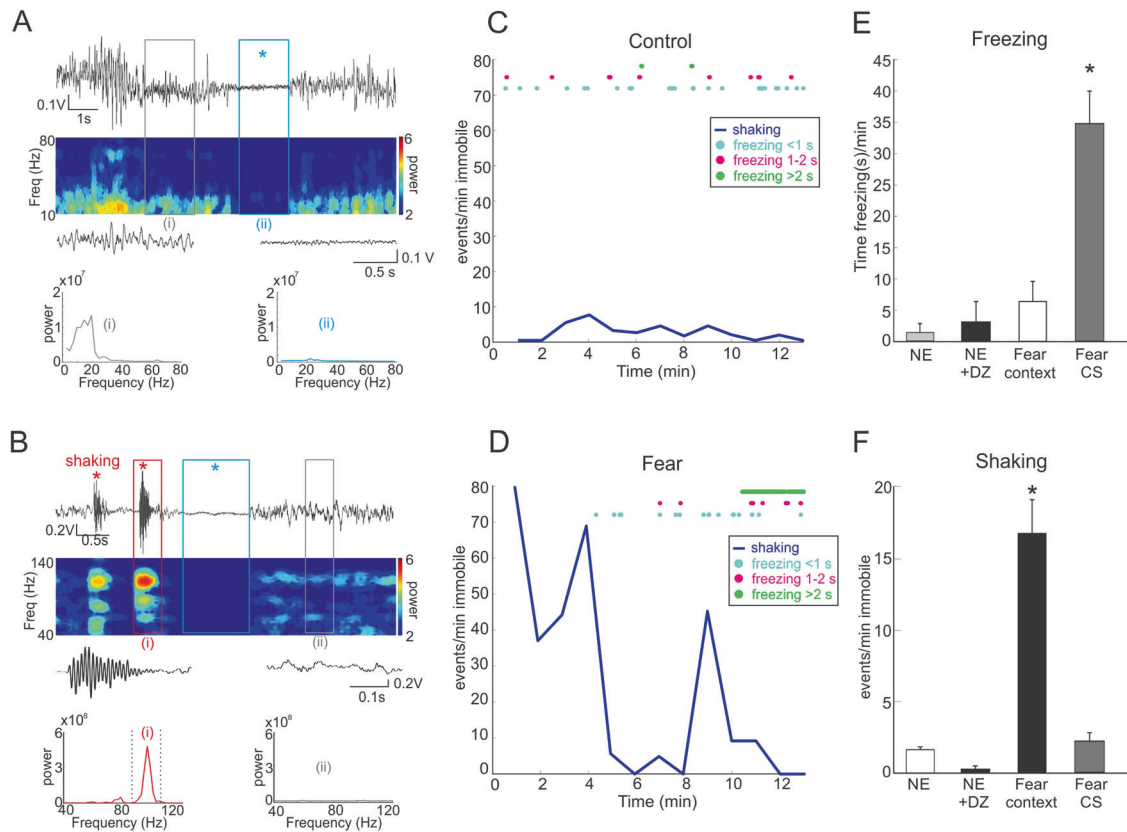 A
*
0.1V
1s
80
Freq (Hz)
10
6
power
2
(i)
(ii)
0.1 V
0.5 s
x10⁷
2
1
0
power
(i)
0 20 40 60 80
Frequency (Hz)
x10⁷
2
1
0
power
(ii)
0 20 40 60 80
Frequency (Hz)
B
shaking
*
*
*
0.2V
0.5s
140
Freq (Hz)
40
6
power
2
(i)
(ii)
0.2V
0.1s
x10⁸
6
3
0
power
(i)
40 80 120
Frequency (Hz)
x10⁸
6
3
0
power
(ii)
40 80 120
Frequency (Hz)
C
Control
80
70
60
50
40
30
20
10
0
events/min immobile
shaking
freezing <1 s
freezing 1-2 s
freezing >2 s
0 2 4 6 8 10 12
Time (min)
D
Fear
80
70
60
50
40
30
20
10
0
events/min immobile
shaking
freezing <1 s
freezing 1-2 s
freezing >2 s
0 2 4 6 8 10 12
Time (min)
E
Freezing
45
40
35
30
25
20
15
10
5
0
Time freezing(s)/min
*
NE
NE
+DZ
Fear
context
Fear
CS
F
Shaking
20
15
10
5
0
events/min immobile
*
NE
NE
+DZ
Fear
context
Fear
CS